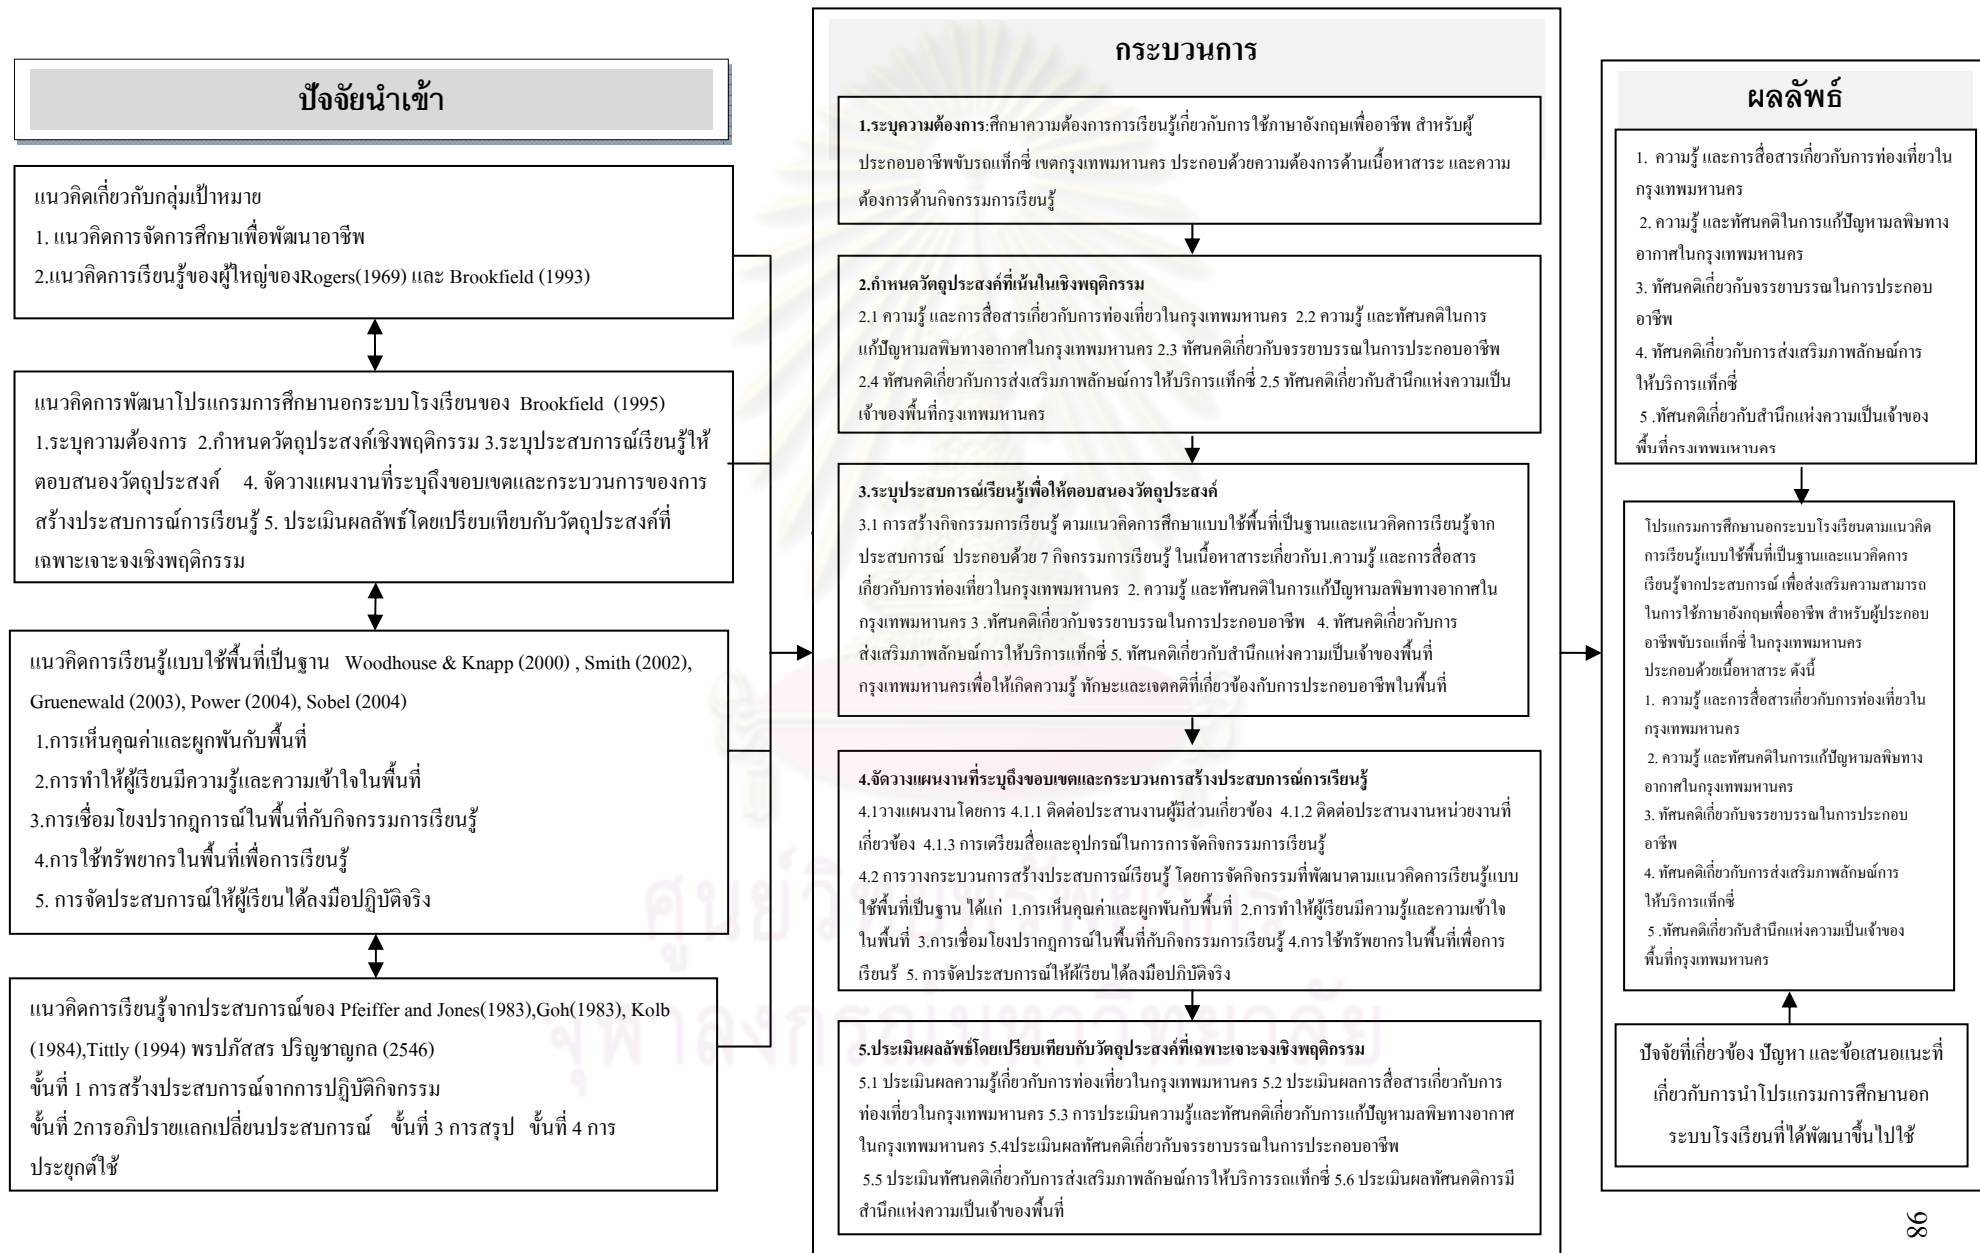 ปัจจัยนำเข้า
แนวคิดเกี่ยวกับกลุ่มเป้าหมาย
1. แนวคิดการจัดการศึกษาเพื่อพัฒนาอาชีพ
2.แนวคิดการเรียนรู้ของผู้ใหญ่ของRogers(1969) และ Brookfield (1993)
แนวคิดการพัฒนาโปรแกรมการศึกษานอกระบบโรงเรียนของ Brookfield (1995)
1.ระบุความต้องการ 2.กำหนดวัตถุประสงค์เชิงพฤติกรรม 3.ระบุประสบการณ์เรียนรู้ให้
ตอบสนองวัตถุประสงค์ 4. จัดวางแผนงานที่ระบุถึงขอบเขตและกระบวนการของการ
สร้างประสบการณ์การเรียนรู้ 5. ประเมินผลลัพธ์โดยเปรียบเทียบกับวัตถุประสงค์ที่
เฉพาะเจาะจงเชิงพฤติกรรม
แนวคิดการเรียนรู้แบบใช้พื้นที่เป็นฐาน Woodhouse & Knapp (2000) , Smith (2002),
Gruenewald (2003), Power (2004), Sobel (2004)
1.การเห็นคุณค่าและผูกพันกับพื้นที่
2.การทำให้ผู้เรียนมีความรู้และความเข้าใจในพื้นที่
3.การเชื่อมโยงปรากฎการณ์ในพื้นที่กับกิจกรรมการเรียนรู้
4.การใช้ทรัพยากรในพื้นที่เพื่อการเรียนรู้
5. การจัดประสบการณ์ให้ผู้เรียนได้ลงมือปฏิบัติจริง
แนวคิดการเรียนรู้จากประสบการณ์ของ Pfeiffer and Jones(1983),Goh(1983), Kolb
(1984),Tittly (1994) พรปภัสสร ปริญชาญกล (2546)
ขั้นที่ 1 การสร้างประสบการณ์จากการปฏิบัติกิจกรรม
ขั้นที่ 2การอภิปรายแลกเปลี่ยนประสบการณ์ ขั้นที่ 3 การสรุป ขั้นที่ 4 การ
ประยุกต์ใช้
กระบวนการ
1.ระบุความต้องการ:ศึกษาความต้องการการเรียนรู้เกี่ยวกับการใช้ภาษาอังกฤษเพื่ออาชีพ สำหรับผู้
ประกอบอาชีพขับรถแท็กซี่ เขตกรุงเทพมหานคร ประกอบด้วยความต้องการด้านเนื้อหาสาระ และความ
ต้องการด้านกิจกรรมการเรียนรู้
2.กำหนดวัตถุประสงค์ที่เน้นในเชิงพฤติกรรม
2.1 ความรู้ และการสื่อสารเกี่ยวกับการท่องเที่ยวในกรุงเทพมหานคร 2.2 ความรู้ และทัศนคติในการ
แก้ปัญหามลพิษทางอากาศในกรุงเทพมหานคร 2.3 ทัศนคติเกี่ยวกับจรรยาบรรณในการประกอบอาชีพ
2.4 ทัศนคติเกี่ยวกับการส่งเสริมภาพลักษณ์การให้บริการแท็กซี่ 2.5 ทัศนคติเกี่ยวกับสำนึกแห่งความเป็น
เจ้าของพื้นที่กรุงเทพมหานคร
3.ระบุประสบการณ์เรียนรู้เพื่อให้ตอบสนองวัตถุประสงค์
3.1 การสร้างกิจกรรมการเรียนรู้ ตามแนวคิดการศึกษาแบบใช้พื้นที่เป็นฐานและแนวคิดการเรียนรู้จาก
ประสบการณ์ ประกอบด้วย 7 กิจกรรมการเรียนรู้ ในเนื้อหาสาระเกี่ยวกับ1.ความรู้ และการสื่อสาร
เกี่ยวกับการท่องเที่ยวในกรุงเทพมหานคร 2. ความรู้ และทัศนคติในการแก้ปัญหามลพิษทางอากาศใน
กรุงเทพมหานคร 3 .ทัศนคติเกี่ยวกับจรรยาบรรณในการประกอบอาชีพ 4. ทัศนคติเกี่ยวกับการ
ส่งเสริมภาพลักษณ์การให้บริการแท็กซี่ 5. ทัศนคติเกี่ยวกับสำนึกแห่งความเป็นเจ้าของพื้นที่
กรุงเทพมหานครเพื่อให้เกิดความรู้ ทักษะและเจตคติที่เกี่ยวข้องกับการประกอบอาชีพในพื้นที่
4.จัดวางแผนงานที่ระบุถึงขอบเขตและกระบวนการสร้างประสบการณ์การเรียนรู้
4.1วางแผนงานโดยการ 4.1.1 ติดต่อประสานงานผู้มีส่วนเกี่ยวข้อง 4.1.2 ติดต่อประสานงานหน่วยงานที่
เกี่ยวข้อง 4.1.3 การเตรียมสื่อและอุปกรณ์ในการการจัดกิจกรรมการเรียนรู้
4.2 การวางกระบวนการสร้างประสบการณ์เรียนรู้ โดยการจัดกิจกรรมที่พัฒนาตามแนวคิดการเรียนรู้แบบ
ใช้พื้นที่เป็นฐาน ได้แก่ 1.การเห็นคุณค่าและผูกพันกับพื้นที่ 2.การทำให้ผู้เรียนมีความรู้และความเข้าใจ
ในพื้นที่ 3.การเชื่อมโยงปรากฎการณ์ในพื้นที่กับกิจกรรมการเรียนรู้ 4.การใช้ทรัพยากรในพื้นที่เพื่อการ
เรียนรู้ 5. การจัดประสบการณ์ให้ผู้เรียนได้ลงมือปฏิบัติจริง
5.ประเมินผลลัพธ์โดยเปรียบเทียบกับวัตถุประสงค์ที่เฉพาะเจาะจงเชิงพฤติกรรม
5.1 ประเมินผลความรู้เกี่ยวกับการท่องเที่ยวในกรุงเทพมหานคร 5.2 ประเมินผลการสื่อสารเกี่ยวกับการ
ท่องเที่ยวในกรุงเทพมหานคร 5.3 การประเมินความรู้และทัศนคติเกี่ยวกับการแก้ปัญหามลพิษทางอากาศ
ในกรุงเทพมหานคร 5.4ประเมินผลทัศนคติเกี่ยวกับจรรยาบรรณในการประกอบอาชีพ
5.5 ประเมินทัศนคติเกี่ยวกับการส่งเสริมภาพลักษณ์การให้บริการรถแท็กซี่ 5.6 ประเมินผลทัศนคติการมี
สำนึกแห่งความเป็นเจ้าของพื้นที่
ผลลัพธ์
1. ความรู้ และการสื่อสารเกี่ยวกับการท่องเที่ยวใน
กรุงเทพมหานคร
2. ความรู้ และทัศนคติในการแก้ปัญหามลพิษทาง
อากาศในกรุงเทพมหานคร
3. ทัศนคติเกี่ยวกับจรรยาบรรณในการประกอบ
อาชีพ
4. ทัศนคติเกี่ยวกับการส่งเสริมภาพลักษณ์การ
ให้บริการแท็กซี่
5 .ทัศนคติเกี่ยวกับสำนึกแห่งความเป็นเจ้าของ
พื้นที่กรุงเทพมหานคร
โปรแกรมการศึกษานอกระบบโรงเรียนตามแนวคิด
การเรียนรู้แบบใช้พื้นที่เป็นฐานและแนวคิดการ
เรียนรู้จากประสบการณ์ เพื่อส่งเสริมความสามารถ
ในการใช้ภาษาอังกฤษเพื่ออาชีพ สำหรับผู้ประกอบ
อาชีพขับรถแท็กซี่ ในกรุงเทพมหานคร
ประกอบด้วยเนื้อหาสาระ ดังนี้
1. ความรู้ และการสื่อสารเกี่ยวกับการท่องเที่ยวใน
กรุงเทพมหานคร
2. ความรู้ และทัศนคติในการแก้ปัญหามลพิษทาง
อากาศในกรุงเทพมหานคร
3. ทัศนคติเกี่ยวกับจรรยาบรรณในการประกอบ
อาชีพ
4. ทัศนคติเกี่ยวกับการส่งเสริมภาพลักษณ์การ
ให้บริการแท็กซี่
5 .ทัศนคติเกี่ยวกับสำนึกแห่งความเป็นเจ้าของ
พื้นที่กรุงเทพมหานคร
ปัจจัยที่เกี่ยวข้อง ปัญหา และข้อเสนอแนะที่
เกี่ยวกับการนำโปรแกรมการศึกษานอก
ระบบโรงเรียนที่ได้พัฒนาขึ้นไปใช้
98
ศูนย์วิทยทรัพยากร
จุฬาลงกรณ์มหาวิทยาลัย